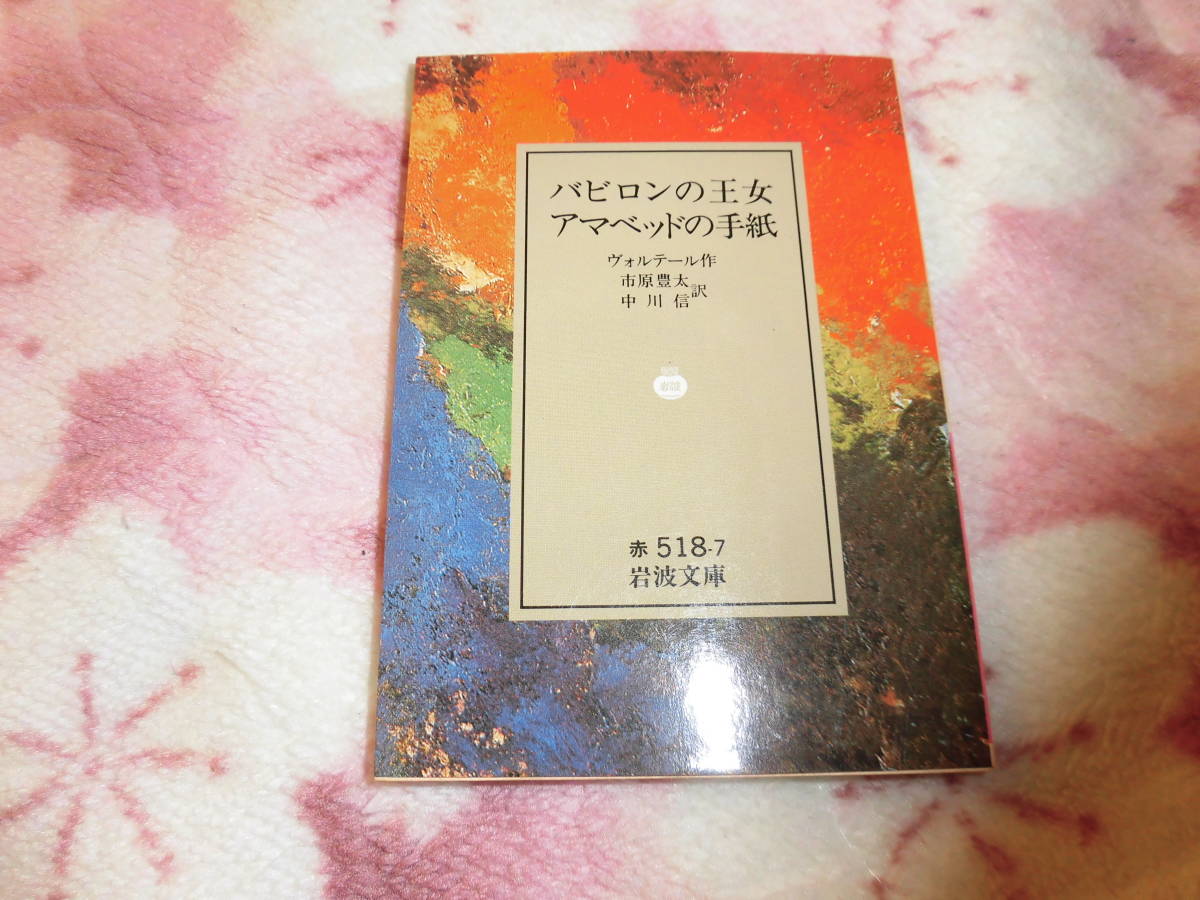 バビロンの王女
アマベッドの手紙
ヴォルテール作
市原豊太
中川信 訳
赤 518-7
岩波文庫